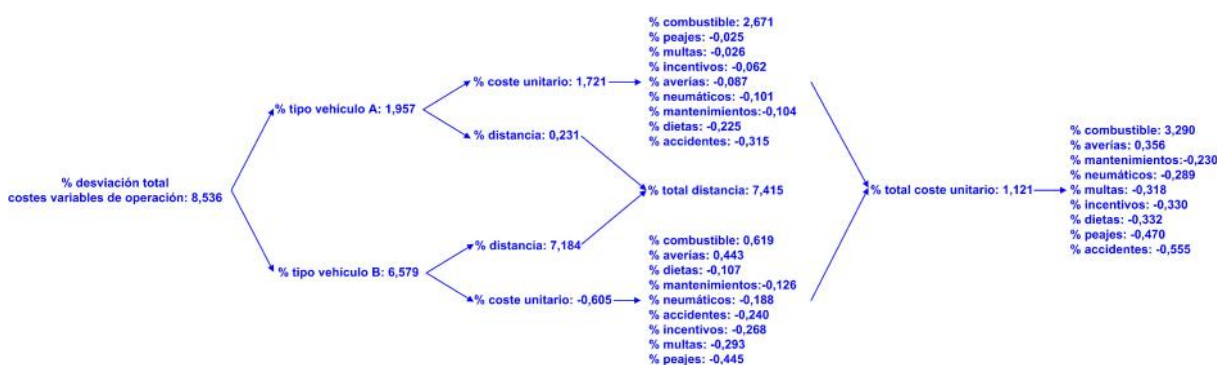 % desviación total
costes variables de operación: 8,536
% tipo vehículo A: 1,957
% tipo vehículo B: 6,579
% coste unitario: 1,721
% distancia: 0,231
% distancia: 7,184
% coste unitario: -0,605
% combustible: 2,671
% peajes: -0,025
% multas: -0,026
% incentivos: -0,062
% averías: -0,087
% neumáticos: -0,101
% mantenimientos:-0,104
% dietas: -0,225
% accidentes: -0,315
% total distancia: 7,415
% combustible: 0,619
% averías: 0,443
% dietas: -0,107
% mantenimientos:-0,126
% neumáticos: -0,188
% accidentes: -0,240
% incentivos: -0,268
% multas: -0,293
% peajes: -0,445
% total coste unitario: 1,121
% combustible: 3,290
% averías: 0,356
% mantenimientos:-0,230
% neumáticos: -0,289
% multas: -0,318
% incentivos: -0,330
% dietas: -0,332
% peajes: -0,470
% accidentes: -0,555